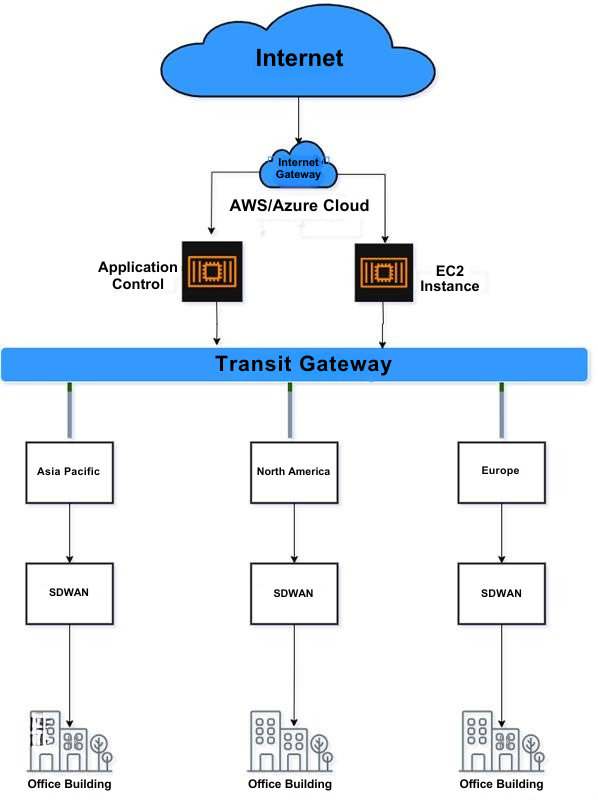 Internet
Internet
Gateway
AWS/Azure Cloud
Application
Control
EC2
Instance
Transit Gateway
Asia Pacific
North America
Europe
SDWAN
SDWAN
SDWAN
Office Building
Office Building
Office Building